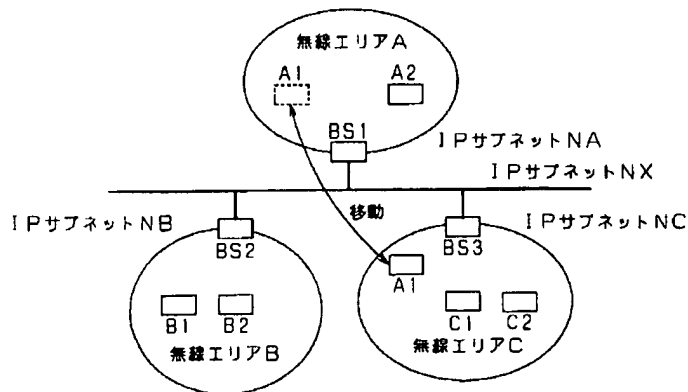 無線エリアA
A1
A2
BS1
IPサブネットNA
IPサブネットNX
移動
IPサブネットNB
IPサブネットNC
BS2
BS3
A1
B1
B2
C1
C2
無線エリアB
無線エリアC